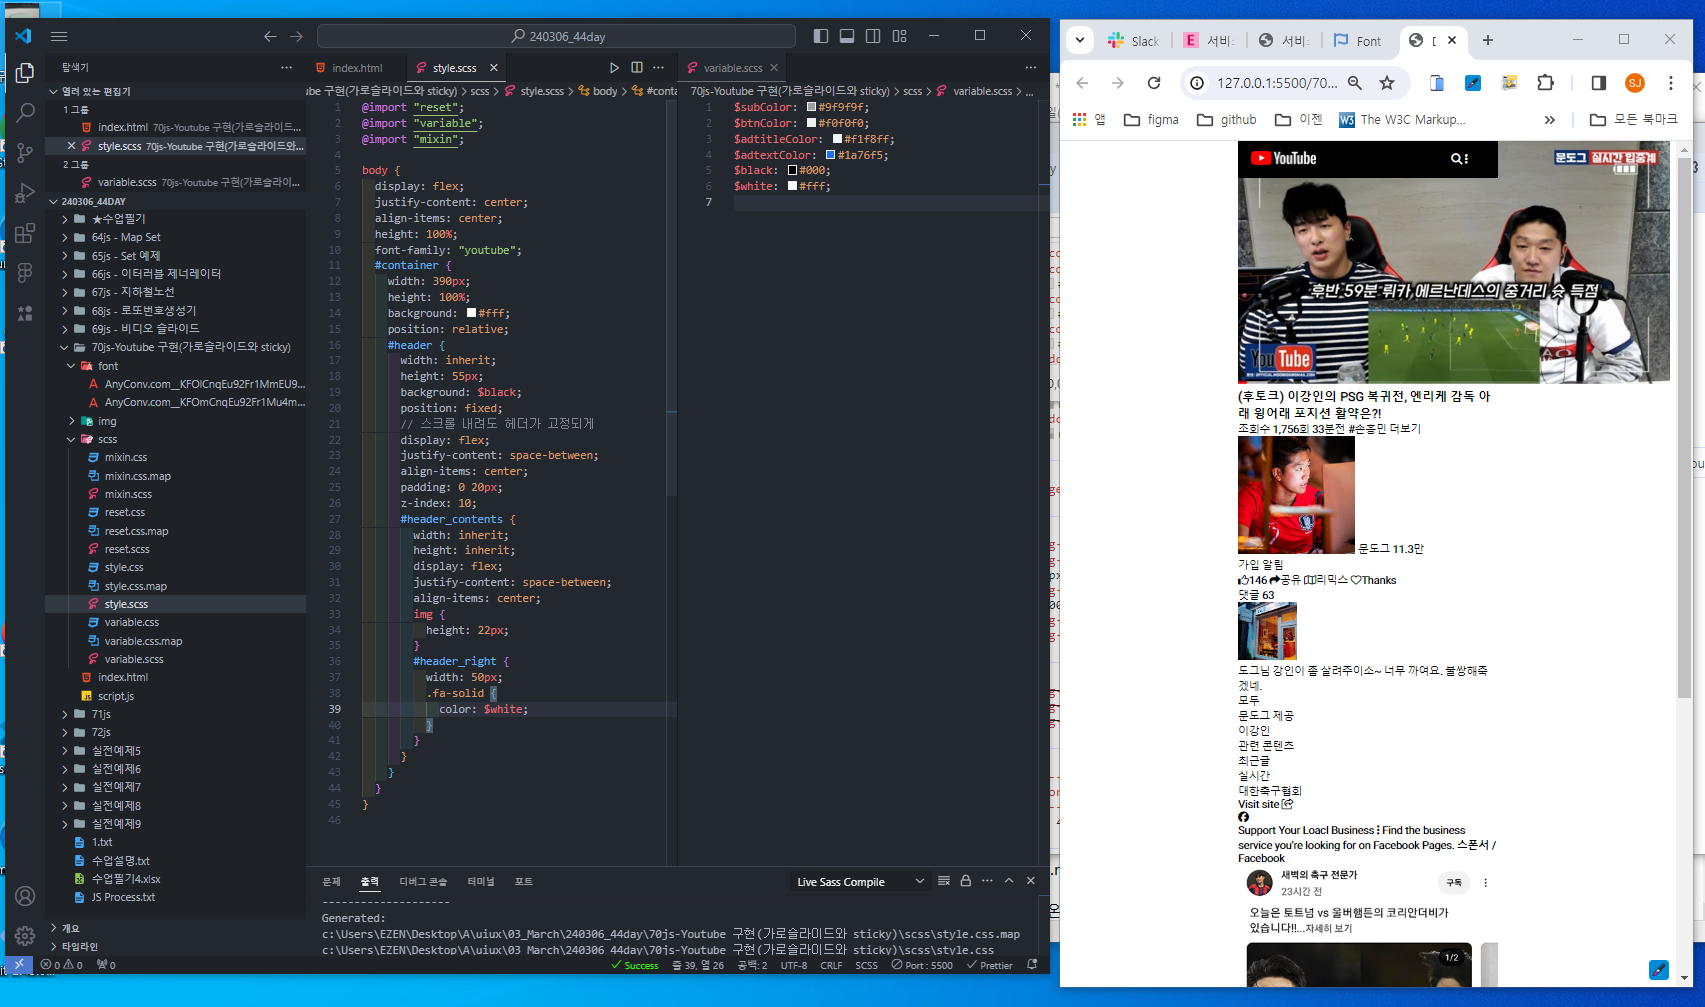 240306_44day
탐색기
열려 있는 편집기
1 그룹
index.html 70js-Youtube 구현(가로슬라이드...
style.scss 70js-Youtube 구현(가로슬라이드와...
2 그룹
variable.scss 70js-Youtube 구현(가로슬라이...
240306_44DAY
★수업필기
64js - Map Set
65js - Set 예제
66js - 이터러블 제너레이터
67js - 지하철노선
68js - 로또번호생성기
69js - 비디오 슬라이드
70js-Youtube 구현(가로슬라이드와 sticky)
font
AnyConv.com__KFOlCnqEu92Fr1MmEU9...
AnyConv.com__KFOmCnqEu92Fr1Mu4m...
img
scss
mixin.css
mixin.css.map
mixin.scss
reset.css
reset.css.map
reset.scss
style.css
style.css.map
style.scss
variable.css
variable.css.map
variable.scss
index.html
script.js
71js
72js
실전예제5
실전예제6
실전예제7
실전예제8
실전예제9
1.txt
수업설명.txt
수업필기4.xlsx
JS Process.txt
개요
타임라인
index.html
style.scss
ube 구현(가로슬라이드와 sticky) > scss > style.scss > body > #conta
1 @import "reset";
2 @import "variable";
3 @import "mixin";
4
5 body {
6 display: flex;
7 justify-content: center;
8 align-items: center;
9 height: 100%;
10 font-family: "youtube";
11 #container {
12 width: 390px;
13 height: 100%;
14 background: #fff;
15 position: relative;
16 #header {
17 width: inherit;
18 height: 55px;
19 background: $black;
20 position: fixed;
21 // 스크롤 내려도 헤더가 고정되게
22 display: flex;
23 justify-content: space-between;
24 align-items: center;
25 padding: 0 20px;
26 z-index: 10;
27 #header_contents {
28 width: inherit;
29 height: inherit;
30 display: flex;
31 justify-content: space-between;
32 align-items: center;
33 img {
34 height: 22px;
35 }
36 #header_right {
37 width: 50px;
38 .fa-solid {
39 color: $white;
40 }
41 }
42 }
43 }
44 }
45 }
46
variable.scss
70js-Youtube 구현(가로슬라이드와 sticky) > scss > variable.scss > ...
1 $subColor: #9f9f9f;
2 $btnColor: #f0f0f0;
3 $adtitleColor: #f1f8ff;
4 $adtextColor: #1a76f5;
5 $black: #000;
6 $white: #fff;
7
문제 출력 디버그 콘솔 터미널 포트
Live Sass Compile
--------------------
Generated:
c:\Users\EZEN\Desktop\A\uiux\03_March\240306_44day\70js-Youtube 구현(가로슬라이드와 sticky)\scss\style.css.map
c:\Users\EZEN\Desktop\A\uiux\03_March\240306_44day\70js-Youtube 구현(가로슬라이드와 sticky)\scss\style.css
0 0 0 Success 줄 39, 열 26 공백: 2 UTF-8 CRLF SCSS Port : 5500 Prettier
Slack E 서비 서비 Font
127.0.0.1:5500/70...
SJ
앱 figma github 이젠 W3 The W3C Markup... » 모든 북마크
YouTube
문도그 실시간 입중계
후반 59분 뤼카 에르난데스의 중거리 슛 득점
YouTube
(후토크) 이강인의 PSG 복귀전, 엔리케 감독 아
래 윙어래 포지션 활약은?!
조회수 1,756회 33분전 #손흥민 더보기
문도그 11.3만
가입 알림
146 공유 리믹스 Thanks
댓글 63
도그님 강인이 좀 살려주이소~ 너무 까여요. 불쌍해죽
겠네.
모두
문도그 제공
이강인
관련 콘텐츠
최근글
실시간
대한축구협회
Visit site
Support Your Loacl Business Find the business
service you're looking for on Facebook Pages. 스폰서 /
Facebook
새벽의 축구 전문가
23시간 전
구독
오늘은 토트넘 vs 울버햄튼의 코리안더비가
있습니다!!...자세히 보기
1/2